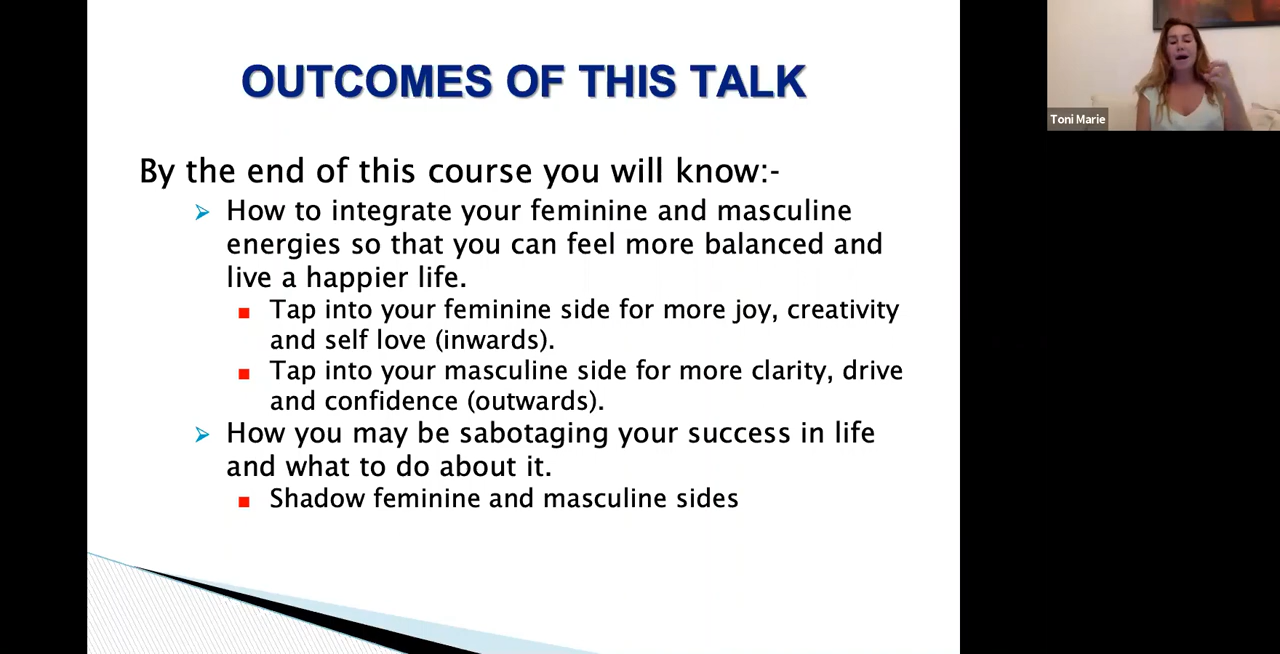 OUTCOMES OF THIS TALK
By the end of this course you will know:-
How to integrate your feminine and masculine
energies so that you can feel more balanced and
live a happier life.
Tap into your feminine side for more joy, creativity
and self love (inwards).
Tap into your masculine side for more clarity, drive
and confidence (outwards).
How you may be sabotaging your success in life
and what to do about it.
Shadow feminine and masculine sides
Toni Marie